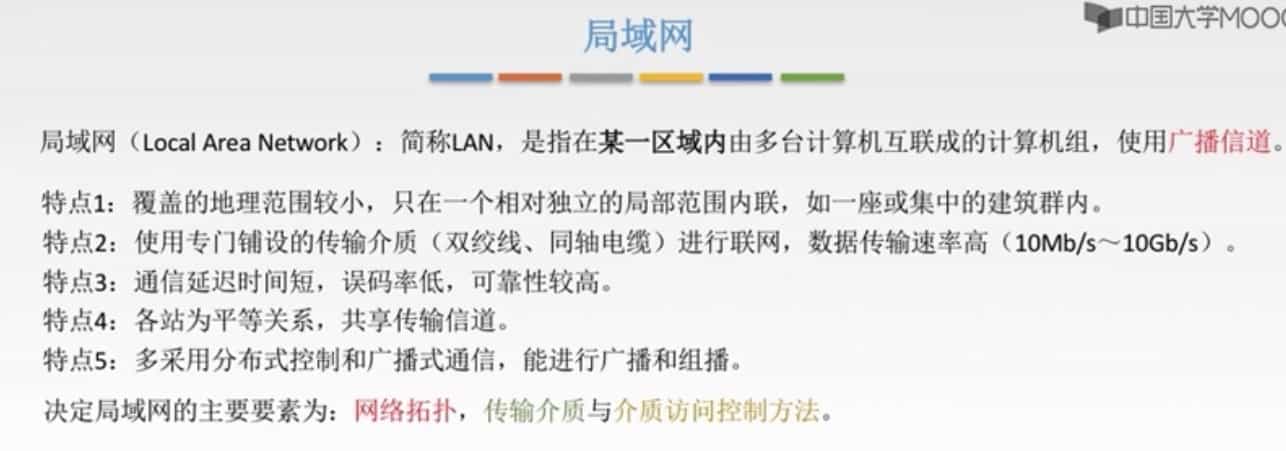 中国大学MOOC
局域网
局域网（Local Area Network）：简称LAN，是指在某一区域内由多台计算机互联成的计算机组，使用广播信道。
特点1：覆盖的地理范围较小，只在一个相对独立的局部范围内联，如一座或集中的建筑群内。
特点2：使用专门铺设的传输介质（双绞线、同轴电缆）进行联网，数据传输速率高（10Mb/s～10Gb/s）。
特点3：通信延迟时间短，误码率低，可靠性较高。
特点4：各站为平等关系，共享传输信道。
特点5：多采用分布式控制和广播式通信，能进行广播和组播。
决定局域网的主要要素为：网络拓扑，传输介质与介质访问控制方法。